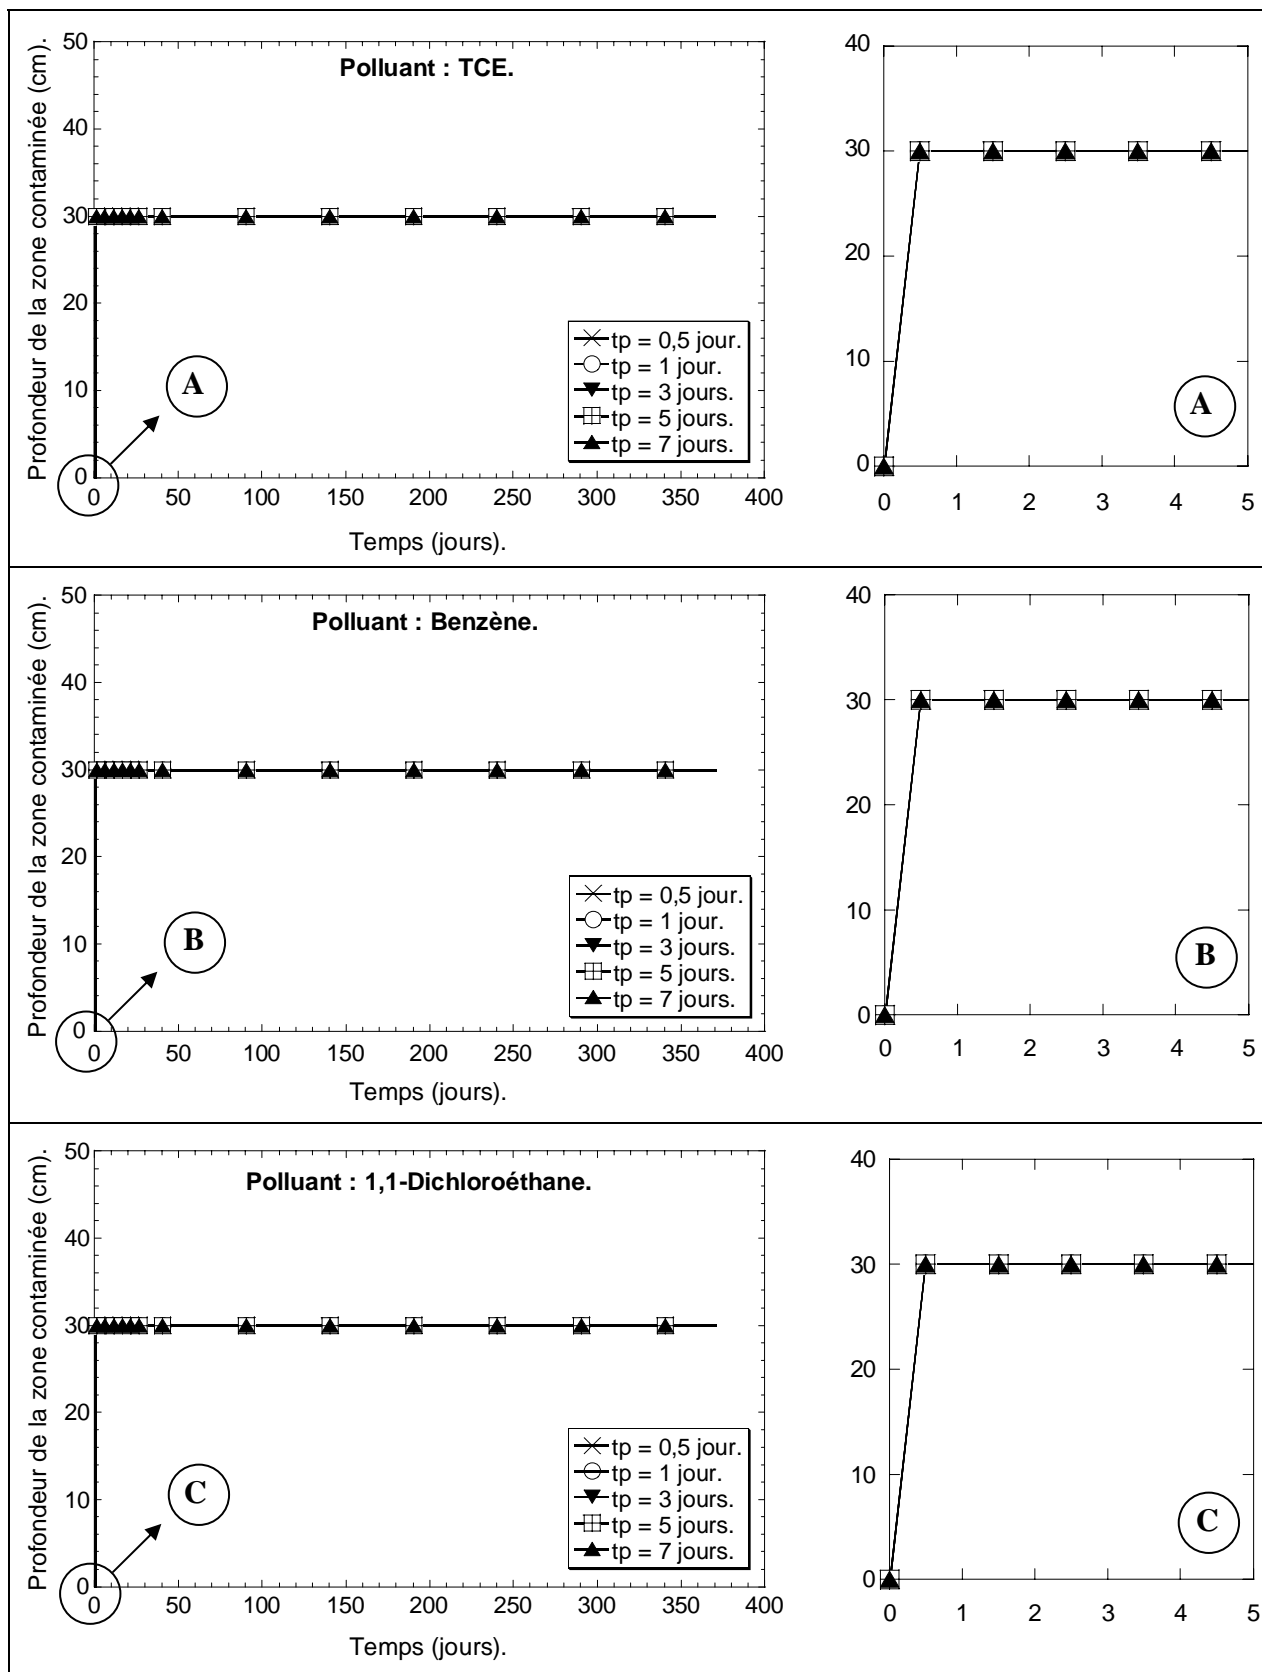 Polluant : TCE.
Profondeur de la zone contaminée (cm).
50
40
30
20
10
0
tp = 0,5 jour.
tp = 1 jour.
tp = 3 jours.
tp = 5 jours.
tp = 7 jours.
A
0 50 100 150 200 250 300 350 400
Temps (jours).
40
30
20
10
0
A
0 1 2 3 4 5
Polluant : Benzène.
Profondeur de la zone contaminée (cm).
50
40
30
20
10
0
tp = 0,5 jour.
tp = 1 jour.
tp = 3 jours.
tp = 5 jours.
tp = 7 jours.
B
0 50 100 150 200 250 300 350 400
Temps (jours).
40
30
20
10
0
B
0 1 2 3 4 5
Polluant : 1,1-Dichloroéthane.
Profondeur de la zone contaminée (cm).
50
40
30
20
10
0
tp = 0,5 jour.
tp = 1 jour.
tp = 3 jours.
tp = 5 jours.
tp = 7 jours.
C
0 50 100 150 200 250 300 350 400
Temps (jours).
40
30
20
10
0
C
0 1 2 3 4 5